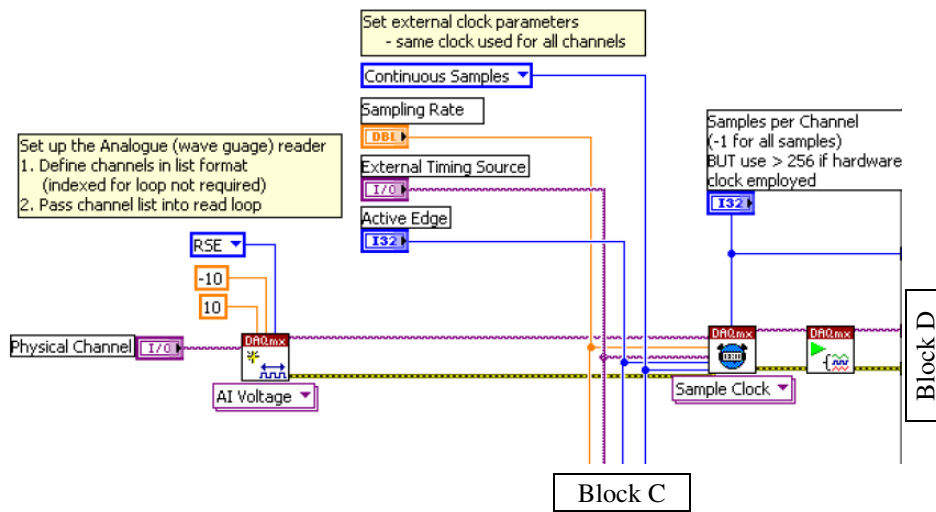 Set external clock parameters
- same clock used for all channels
Continuous Samples
Sampling Rate
DBL
External Timing Source
I/O
Active Edge
I32
Samples per Channel
(-1 for all samples)
BUT use > 256 if hardware
clock employed
I32
Set up the Analogue (wave guage) reader
1. Define channels in list format
(indexed for loop not required)
2. Pass channel list into read loop
RSE
-10
10
Physical Channel
I/O
DAQmx
AI Voltage
DAQmx
Sample Clock
DAQmx
Block D
Block C